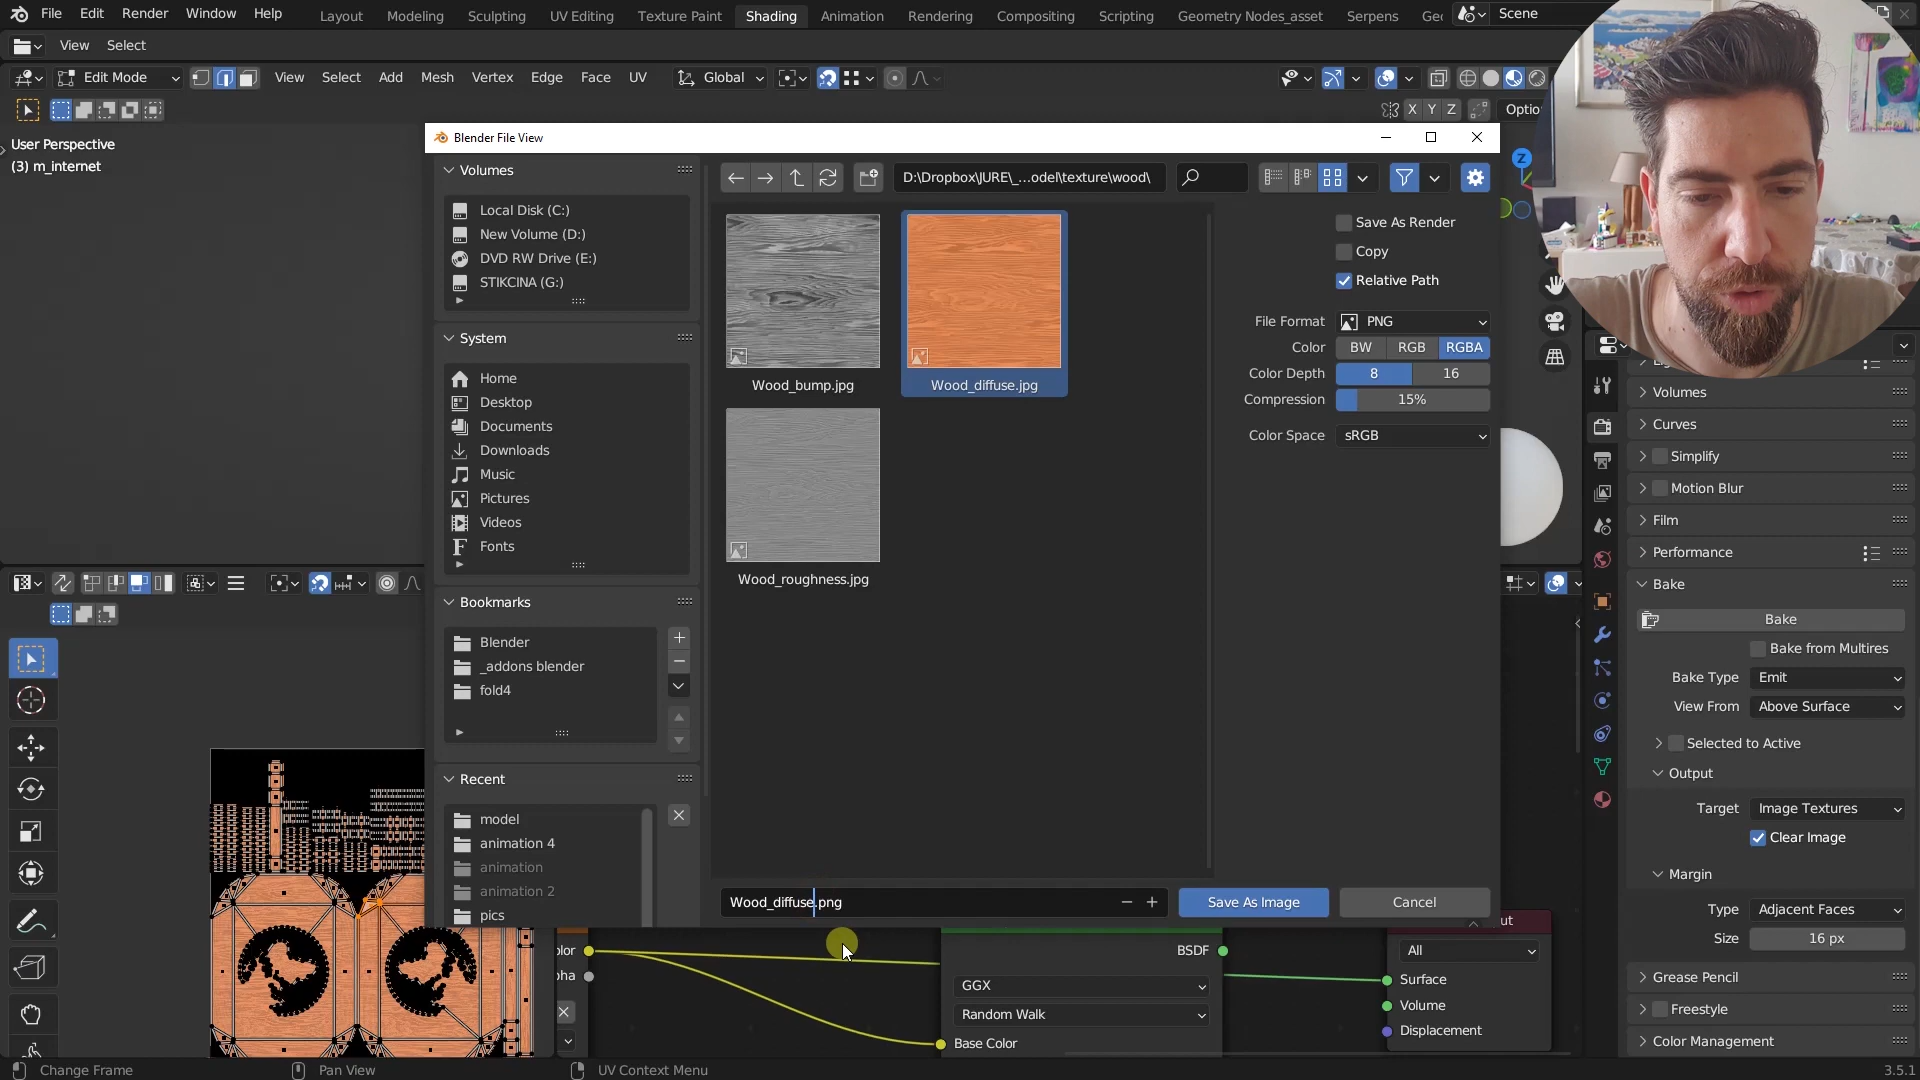 File Edit Render Window Help Layout Modeling Sculpting UV Editing Texture Paint Shading Animation Rendering Compositing Scripting Geometry Nodes_asset Serpens Scene
View Select
Edit Mode View Select Add Mesh Vertex Edge Face UV Global
X Y Z Optio
User Perspective
(3) m_internet
Blender File View
Volumes
Local Disk (C:)
New Volume (D:)
DVD RW Drive (E:)
STIKCINA (G:)
System
Home
Desktop
Documents
Downloads
Music
Pictures
Videos
Fonts
Bookmarks
Blender
_addons blender
fold4
Recent
model
animation 4
animation
animation 2
pics
D:\Dropbox\JURE\_...odel\texture\wood\
Wood_bump.jpg
Wood_diffuse.jpg
Wood_roughness.jpg
Save As Render
Copy
Relative Path
File Format PNG
Color BW RGB RGBA
Color Depth 8 16
Compression 15%
Color Space sRGB
Wood_diffuse.png
Save As Image
Cancel
Z
Volumes
Curves
Simplify
Motion Blur
Film
Performance
Bake
Bake
Bake from Multires
Bake Type Emit
View From Above Surface
Selected to Active
Output
Target Image Textures
Clear Image
Margin
Type Adjacent Faces
Size 16 px
Grease Pencil
Freestyle
Color Management
olor
pha
BSDF
GGX
Random Walk
Base Color
ut
All
Surface
Volume
Displacement
Change Frame Pan View UV Context Menu 3.5.1